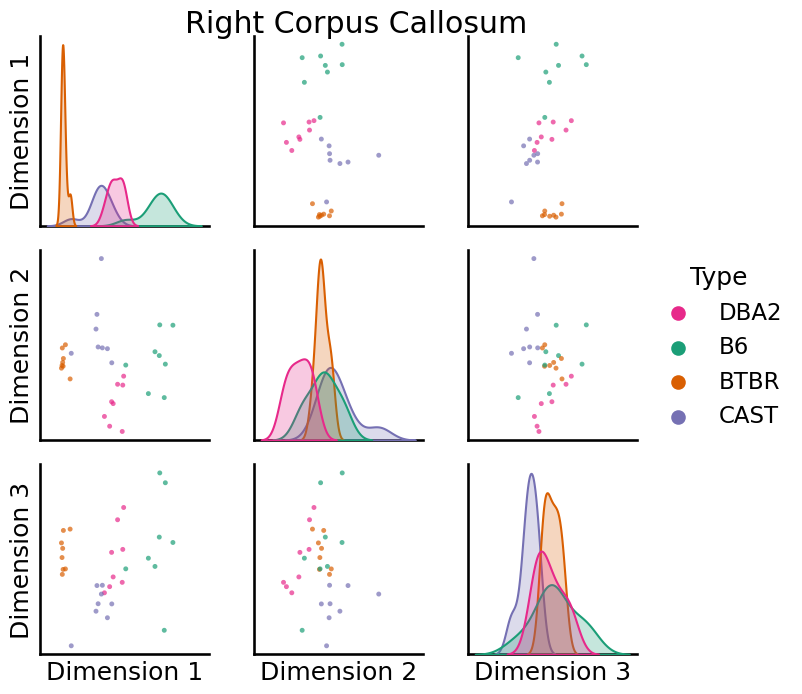 Right Corpus Callosum
Dimension 1
Dimension 2
Dimension 3
Type
DBA2
B6
BTBR
CAST
Dimension 1
Dimension 2
Dimension 3